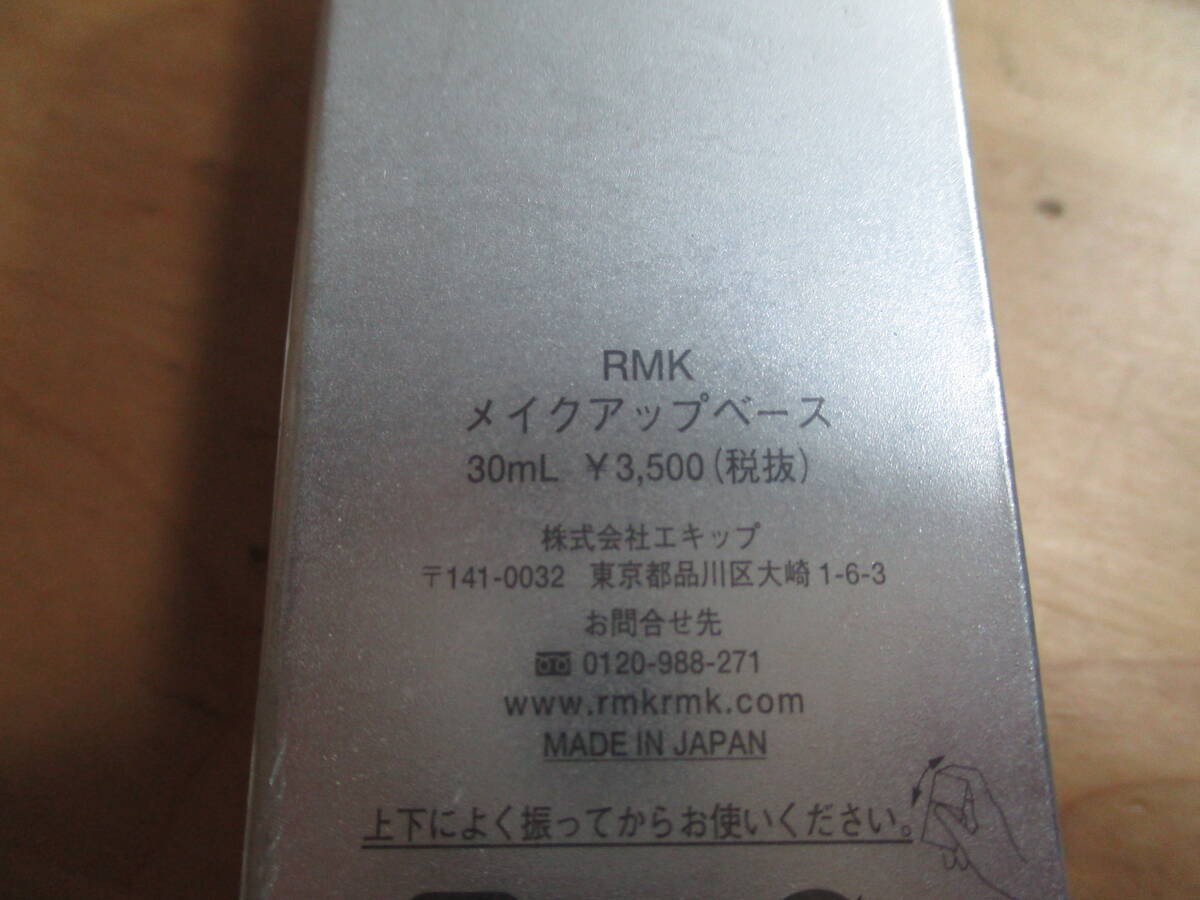 RMK
メイクアップベース
30mL ¥3,500(税抜)
株式会社エキップ
〒141-0032 東京都品川区大崎1-6-3
お問合せ先
0120-988-271
www.rmkrmk.com
MADE IN JAPAN
上下によく振ってからお使いください。